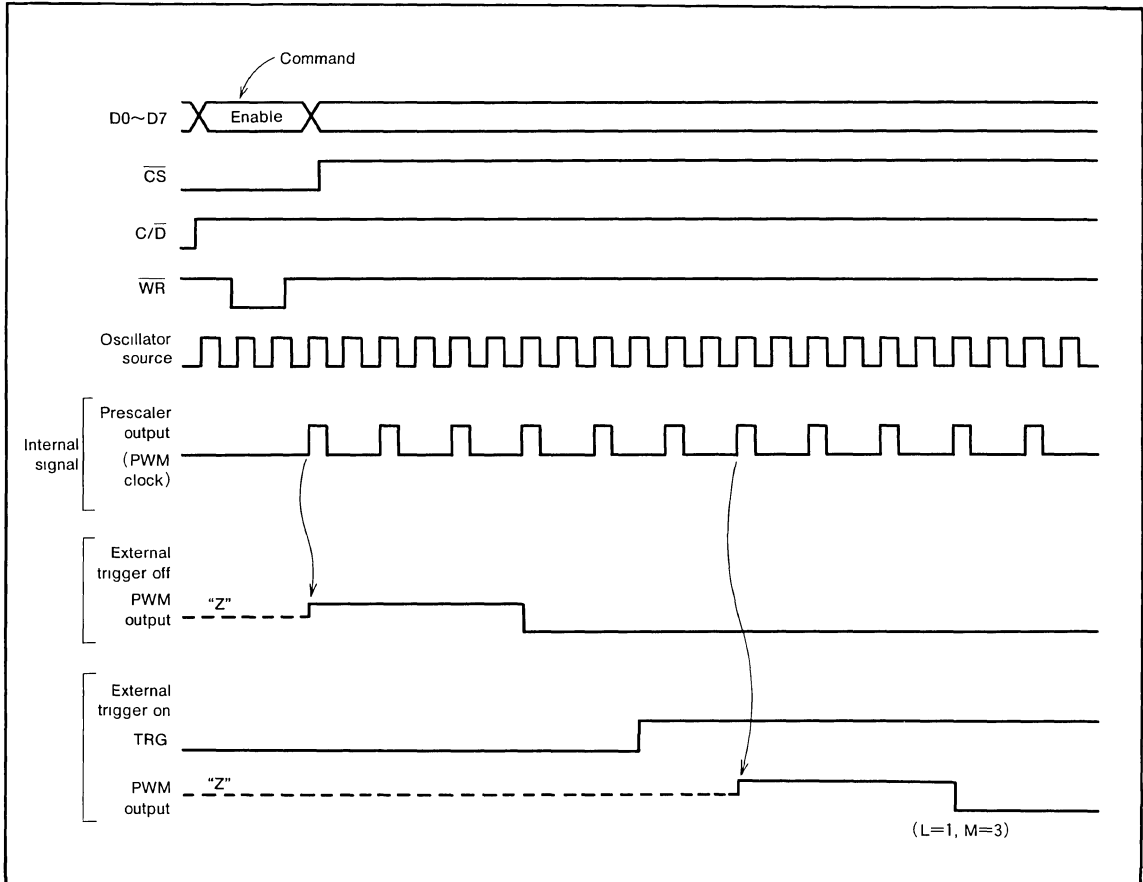 Command
D0~D7
Enable
CS
C/D
WR
Oscillator
source
Internal
signal
Prescaler
output
(PWM
clock)
External
trigger off
PWM
output
"Z"
External
trigger on
TRG
PWM
output
"Z"
(L=1, M=3)